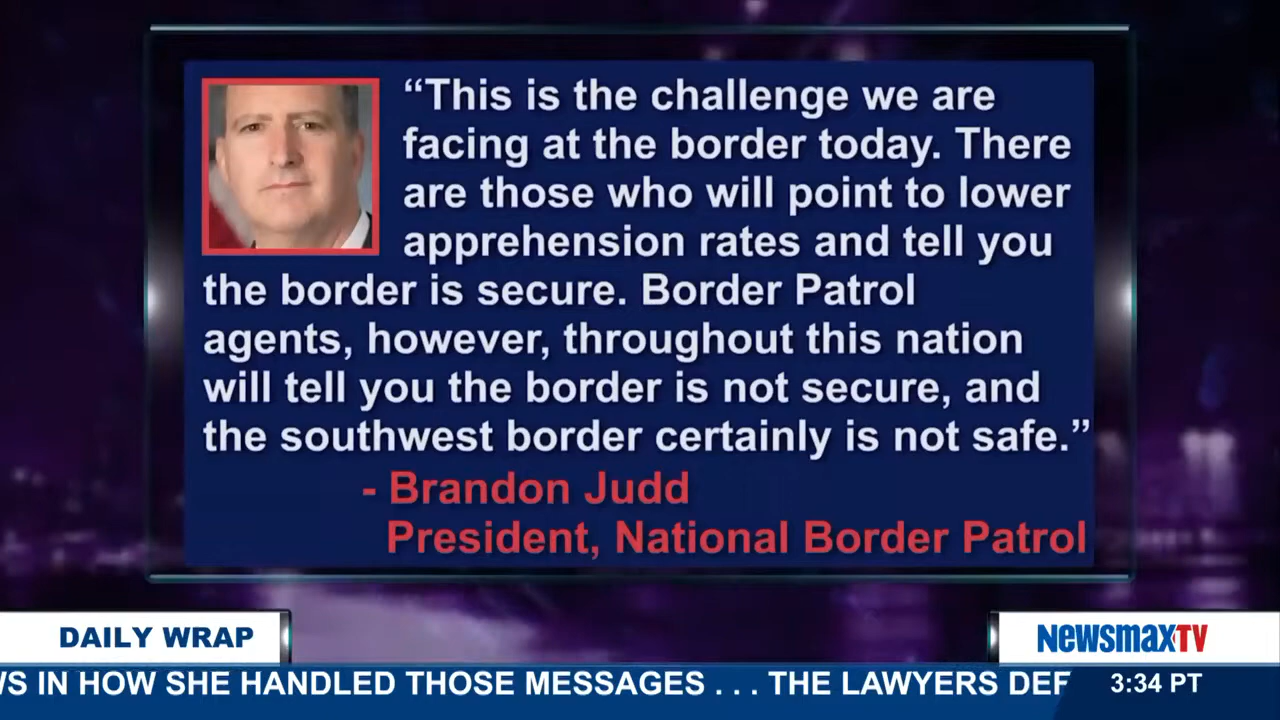 “This is the challenge we are
facing at the border today. There
are those who will point to lower
apprehension rates and tell you
the border is secure. Border Patrol
agents, however, throughout this nation
will tell you the border is not secure, and
the southwest border certainly is not safe.”
- Brandon Judd
President, National Border Patrol
DAILY WRAP
NEWSMAXTV
IN HOW SHE HANDLED THOSE MESSAGES . . . THE LAWYERS
3:34 PT